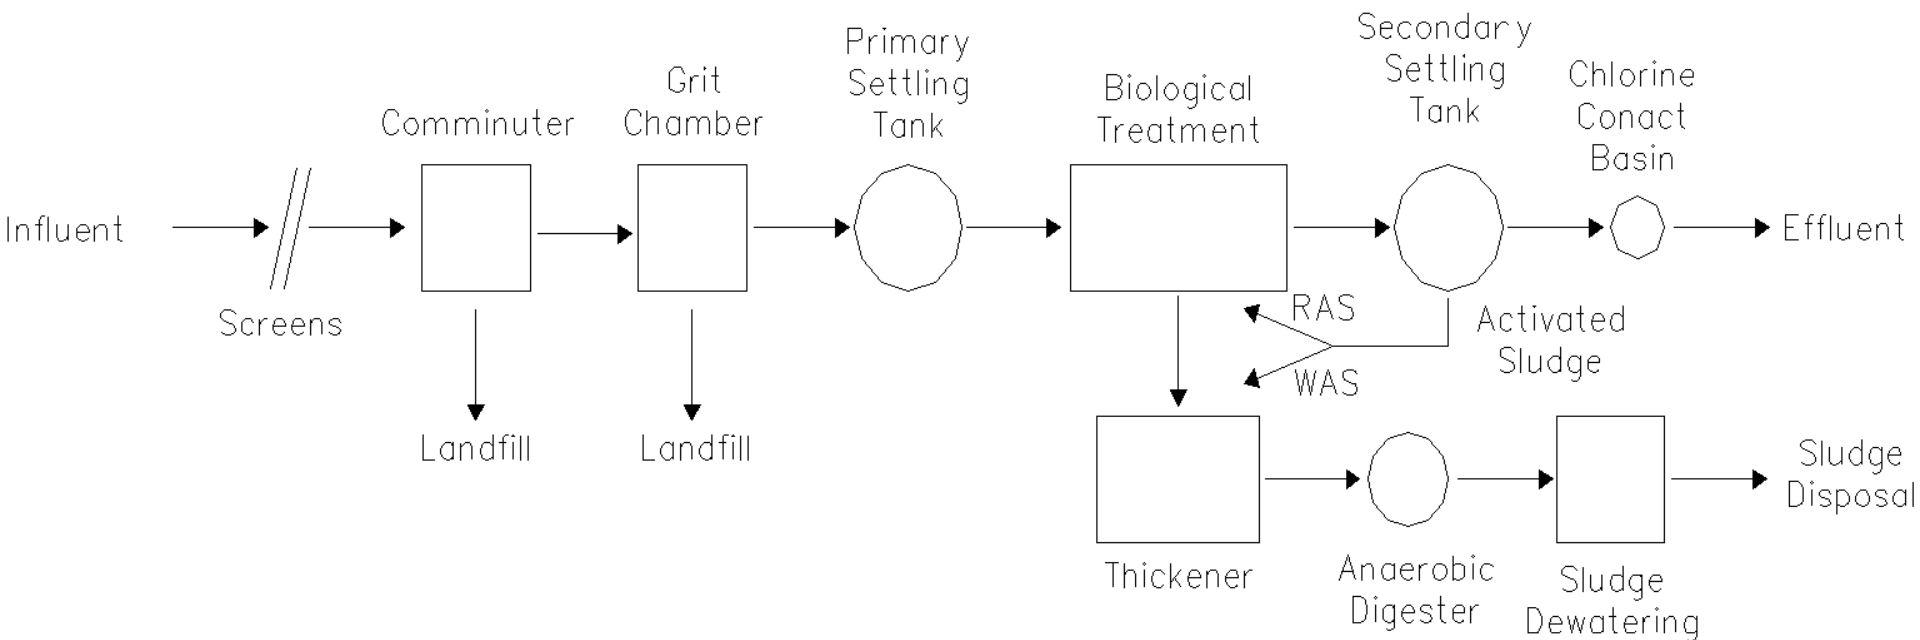 Influent
Screens
Comminuter
Landfill
Grit
Chamber
Landfill
Primary
Settling
Tank
Biological
Treatment
Secondary
Settling
Tank
Chlorine
Conact
Basin
Effluent
RAS
WAS
Activated
Sludge
Thickener
Anaerobic
Digester
Sludge
Dewatering
Sludge
Disposal